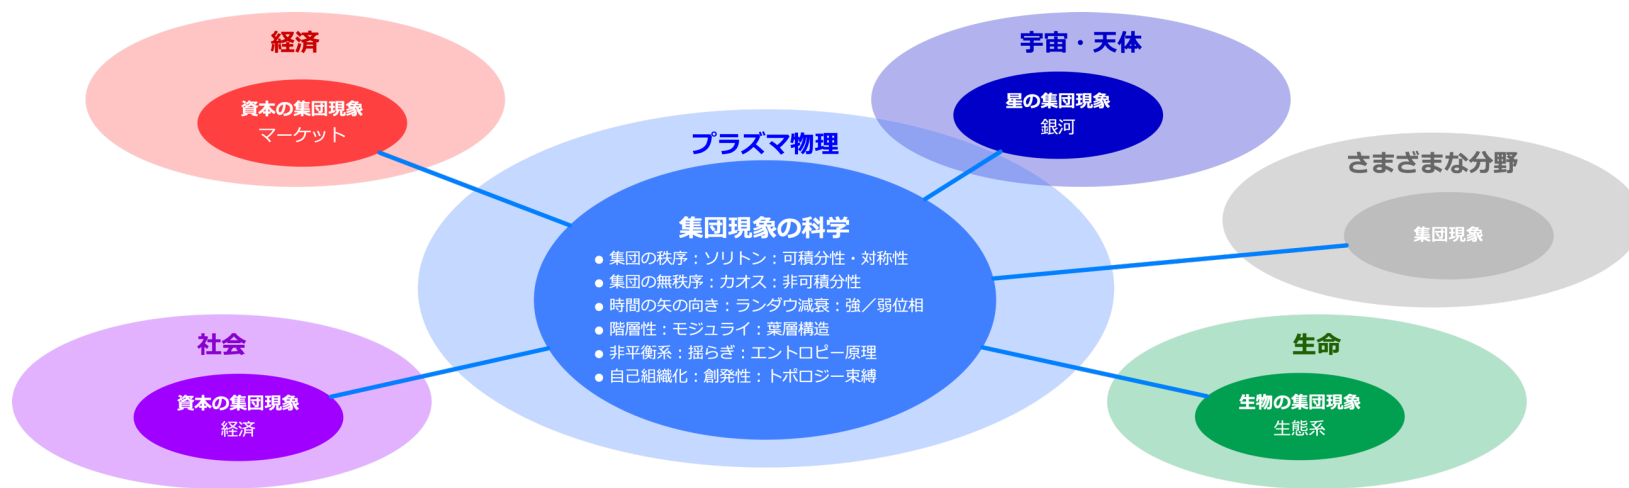 経済
資本の集団現象
マーケット
宇宙・天体
星の集団現象
銀河
プラズマ物理
集団現象の科学
● 集団の秩序：ソリトン：可積分性・対称性
● 集団の無秩序：カオス：非可積分性
● 時間の矢の向き：ランダウ減衰：強／弱位相
● 階層性：モジュライ：葉層構造
● 非平衡系：揺らぎ：エントロピー原理
● 自己組織化：創発性：トポロジー束縛
さまざまな分野
集団現象
社会
資本の集団現象
経済
生命
生物の集団現象
生態系